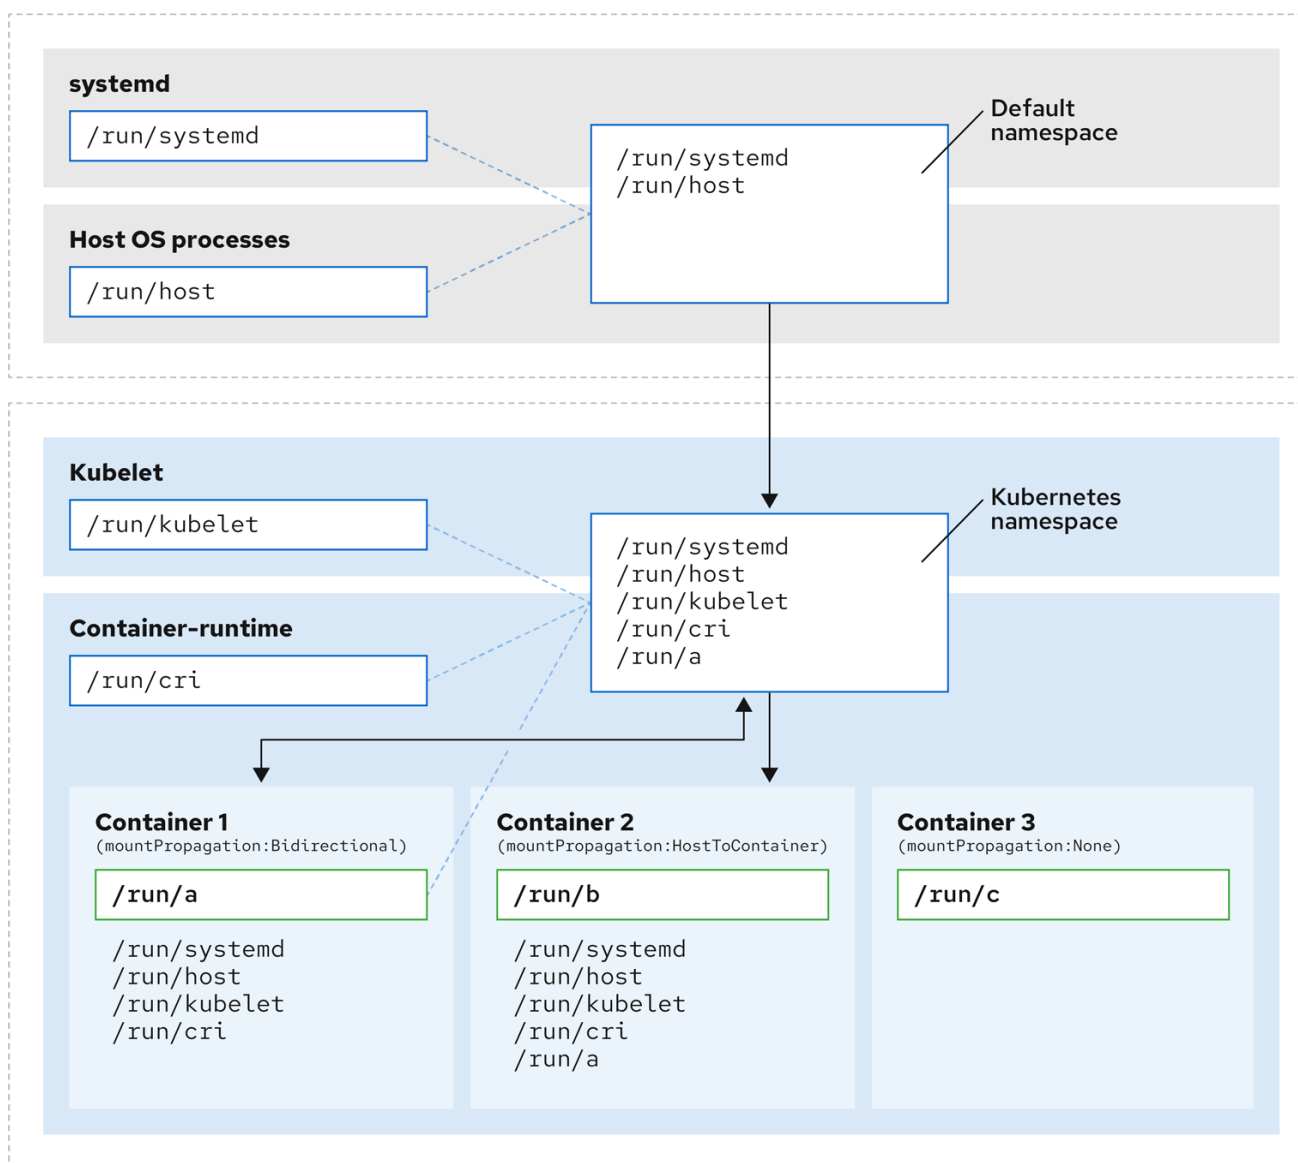 systemd
/run/systemd
Default
namespace
/run/systemd
/run/host
Host OS processes
/run/host
Kubelet
/run/kubelet
Kubernetes
namespace
/run/systemd
/run/host
/run/kubelet
/run/cri
/run/a
Container-runtime
/run/cri
Container 1
(mountPropagation:Bidirectional)
/run/a
/run/systemd
/run/host
/run/kubelet
/run/cri
Container 2
(mountPropagation:HostToContainer)
/run/b
/run/systemd
/run/host
/run/kubelet
/run/cri
/run/a
Container 3
(mountPropagation:None)
/run/c